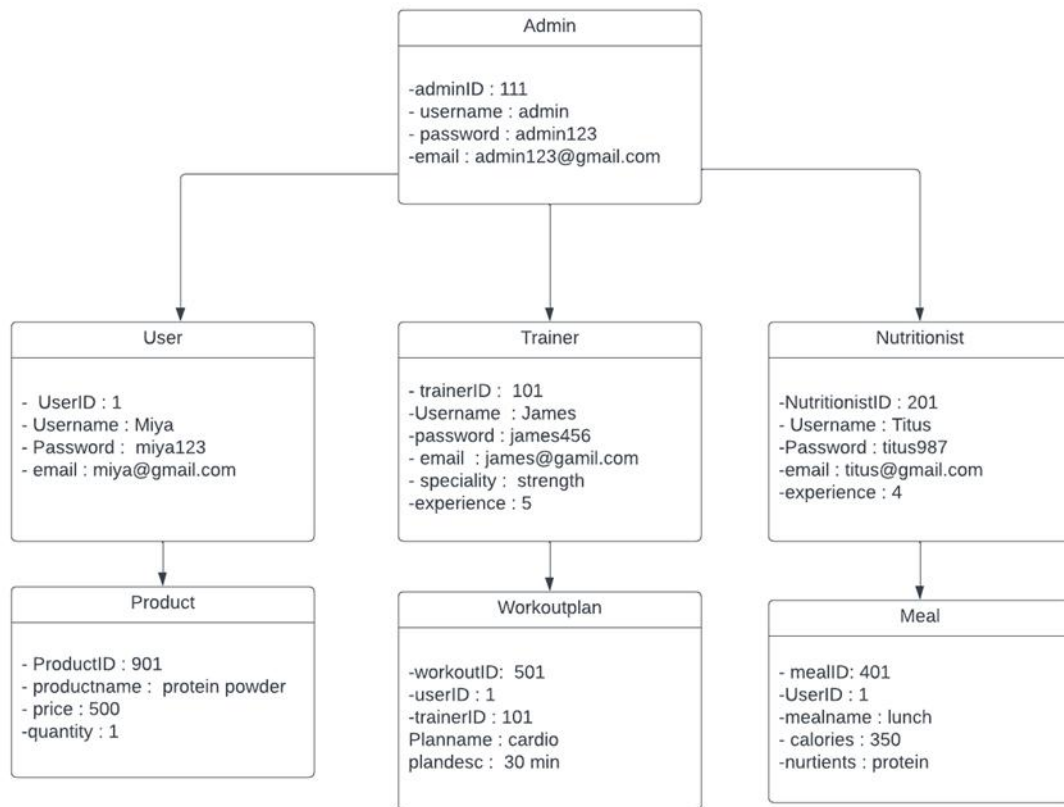 Admin
-adminID : 111
- username : admin
- password : admin123
-email : admin123@gmail.com
User
- UserID : 1
- Username : Miya
- Password : miya123
- email : miya@gmail.com
Trainer
- trainerID : 101
-Username : James
-password : james456
- email : james@gamil.com
- speciality : strength
-experience : 5
Nutritionist
-NutritionistID : 201
- Username : Titus
-Password : titus987
-email : titus@gmail.com
-experience : 4
Product
- ProductID : 901
- productname : protein powder
- price : 500
-quantity : 1
Workoutplan
-workoutID: 501
-userID : 1
-trainerID : 101
Planname : cardio
plandesc : 30 min
Meal
- mealID: 401
-UserID : 1
-mealname : lunch
- calories : 350
-nurtients : protein